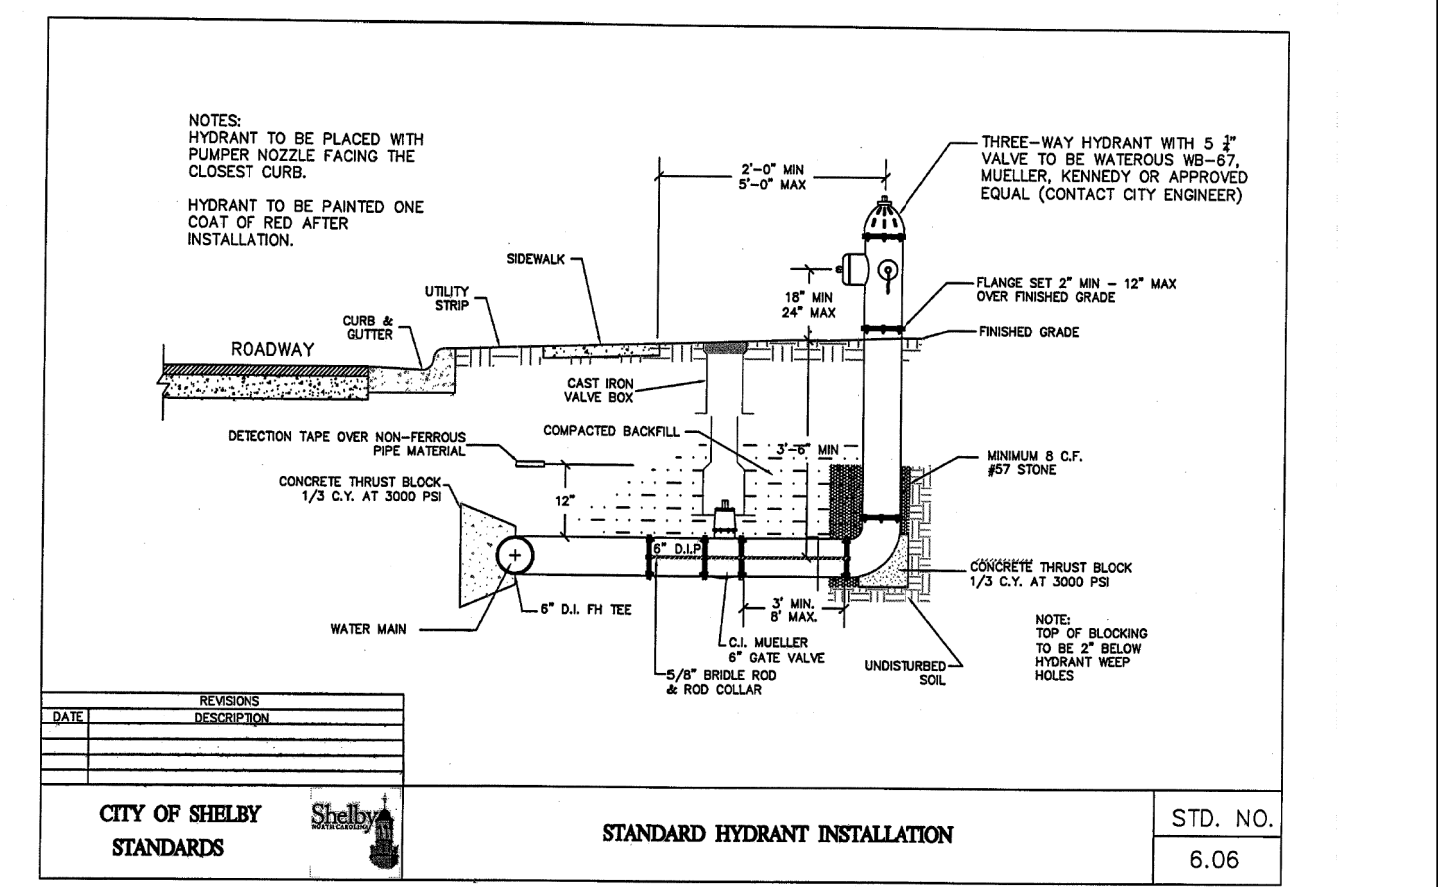 NOTES:
HYDRANT TO BE PLACED WITH
PUMPER NOZZLE FACING THE
CLOSEST CURB.
HYDRANT TO BE PAINTED ONE
COAT OF RED AFTER
INSTALLATION.
2'-0" MIN
5'-0" MAX
THREE-WAY HYDRANT WITH 5 1/4"
VALVE TO BE WATEROUS WB-67,
MUELLER, KENNEDY OR APPROVED
EQUAL (CONTACT CITY ENGINEER)
SIDEWALK
UTILITY
STRIP
CURB &
GUTTER
ROADWAY
18" MIN
24" MAX
FLANGE SET 2" MIN - 12" MAX
OVER FINISHED GRADE
FINISHED GRADE
CAST IRON
VALVE BOX
COMPACTED BACKFILL
DETECTION TAPE OVER NON-FERROUS
PIPE MATERIAL
3'-6" MIN
MINIMUM 8 C.F.
#57 STONE
CONCRETE THRUST BLOCK
1/3 C.Y. AT 3000 PSI
12"
6" D.I.P
CONCRETE THRUST BLOCK
1/3 C.Y. AT 3000 PSI
6" D.I. FH TEE
WATER MAIN
3' MIN.
8' MAX.
C.I. MUELLER
6" GATE VALVE
5/8" BRIDLE ROD
& ROD COLLAR
UNDISTURBED
SOIL
NOTE:
TOP OF BLOCKING
TO BE 2" BELOW
HYDRANT WEEP
HOLES
REVISIONS
DATE DESCRIPTION
CITY OF SHELBY
STANDARDS
Shelby
NORTH CAROLINA
STANDARD HYDRANT INSTALLATION
STD. NO.
6.06